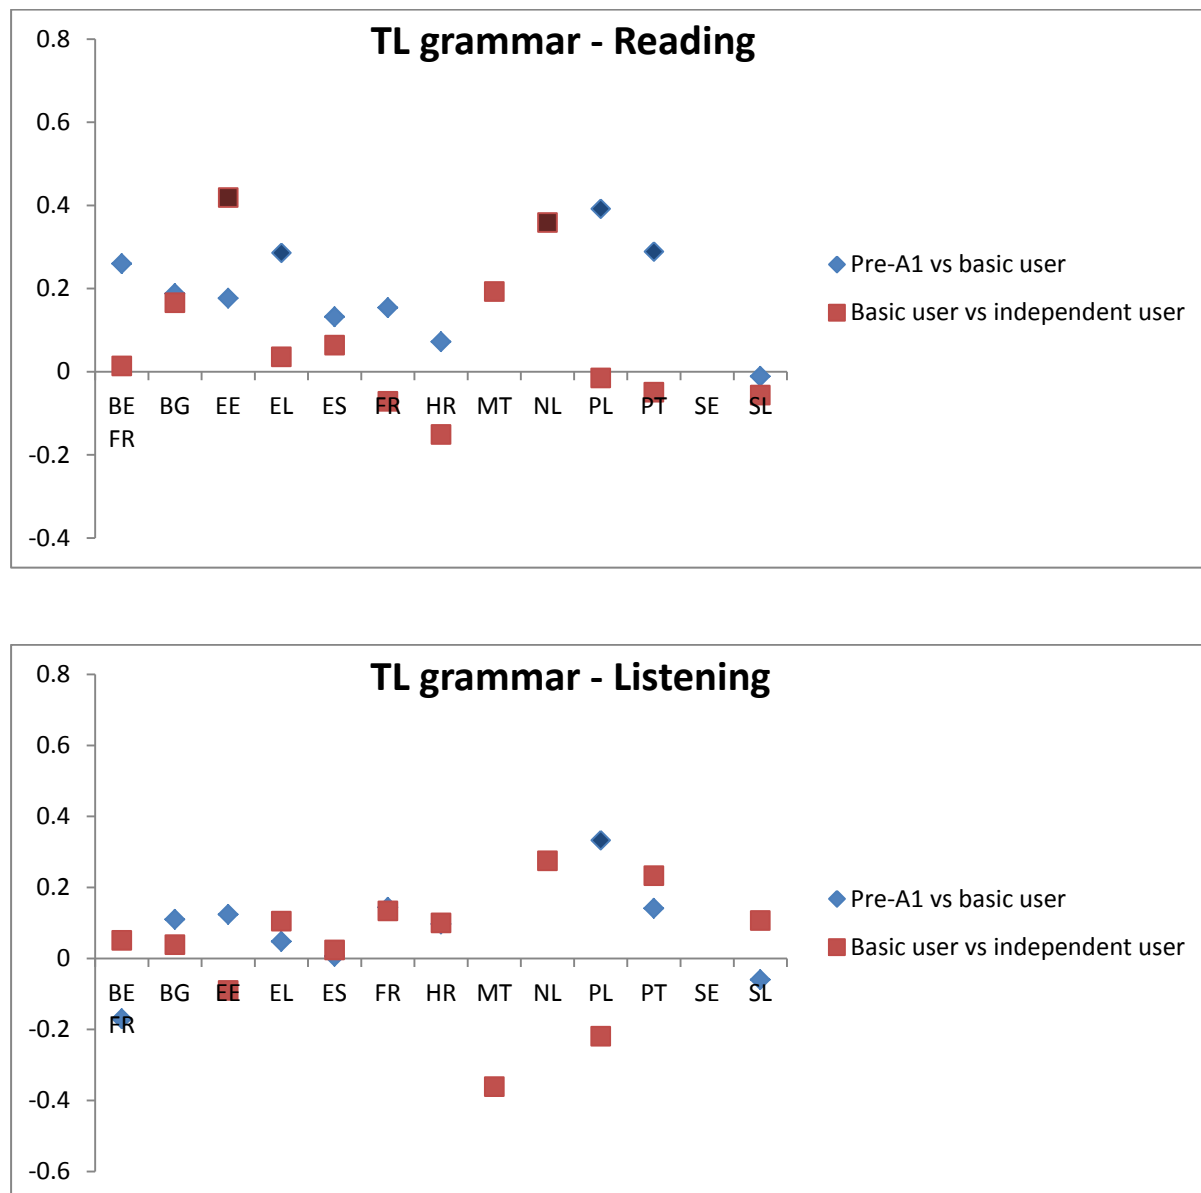 TL grammar - Reading
0.8
0.6
0.4
0.2
0
-0.2
-0.4
BE FR BG EE EL ES FR HR MT NL PL PT SE SL
Pre-A1 vs basic user
Basic user vs independent user
TL grammar - Listening
0.8
0.6
0.4
0.2
0
-0.2
-0.4
-0.6
BE FR BG EE EL ES FR HR MT NL PL PT SE SL
Pre-A1 vs basic user
Basic user vs independent user